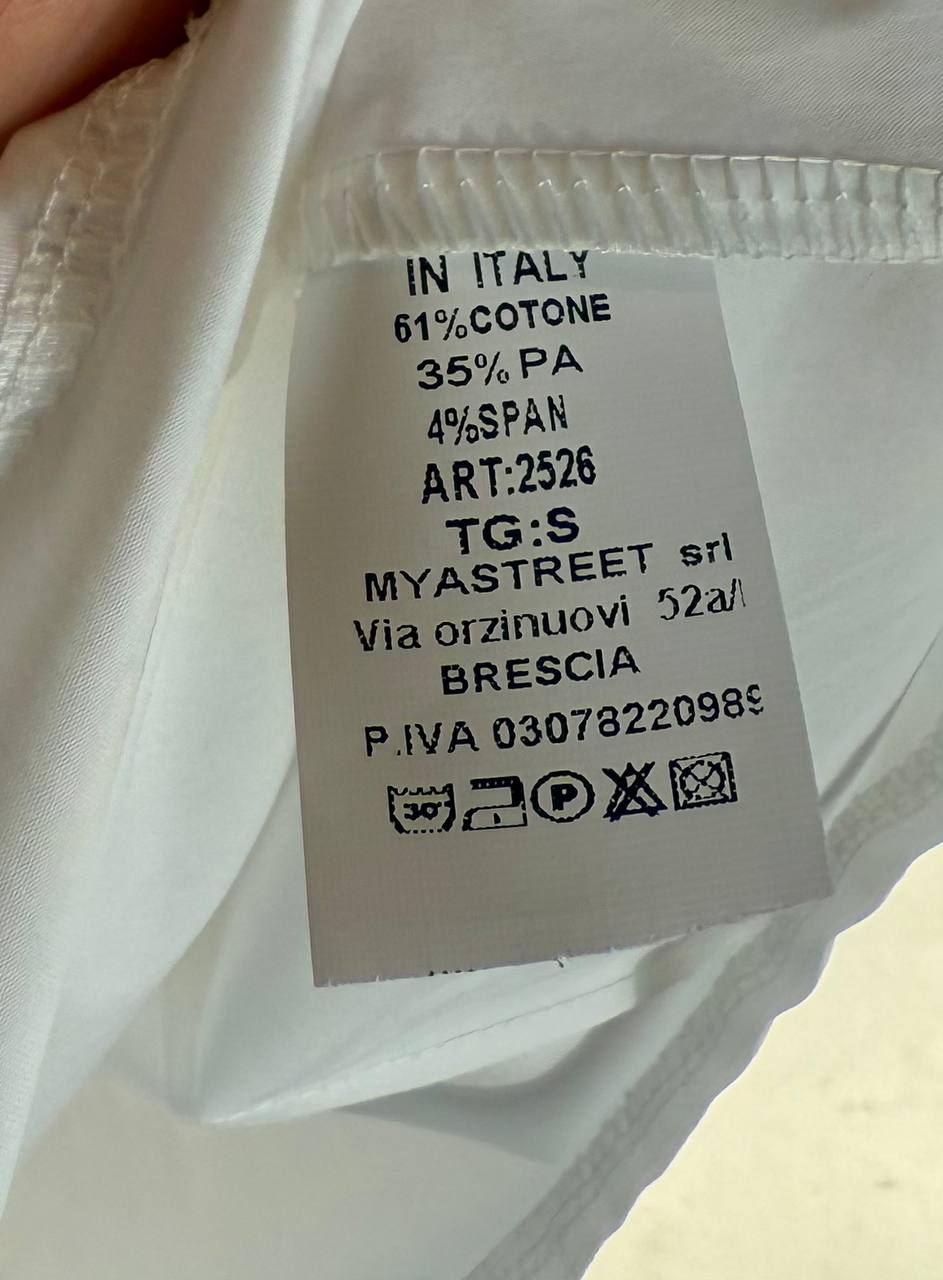 IN ITALY
61%COTONE
35% PA
4%SPAN
ART:2526
TG:S
MYASTREET srl
Via orzinuovi 52a/l
BRESCIA
P.IVA 03078220989
30°
P